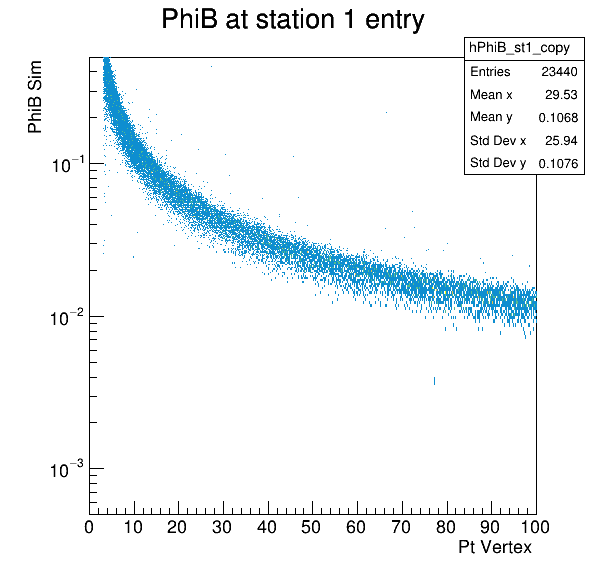 PhiB at station 1 entry
hPhiB_st1_copy
Entries 23440
Mean x 29.53
Mean y 0.1068
Std Dev x 25.94
Std Dev y 0.1076
PhiB Sim
10⁻¹
10⁻²
10⁻³
0 10 20 30 40 50 60 70 80 90 100
Pt Vertex